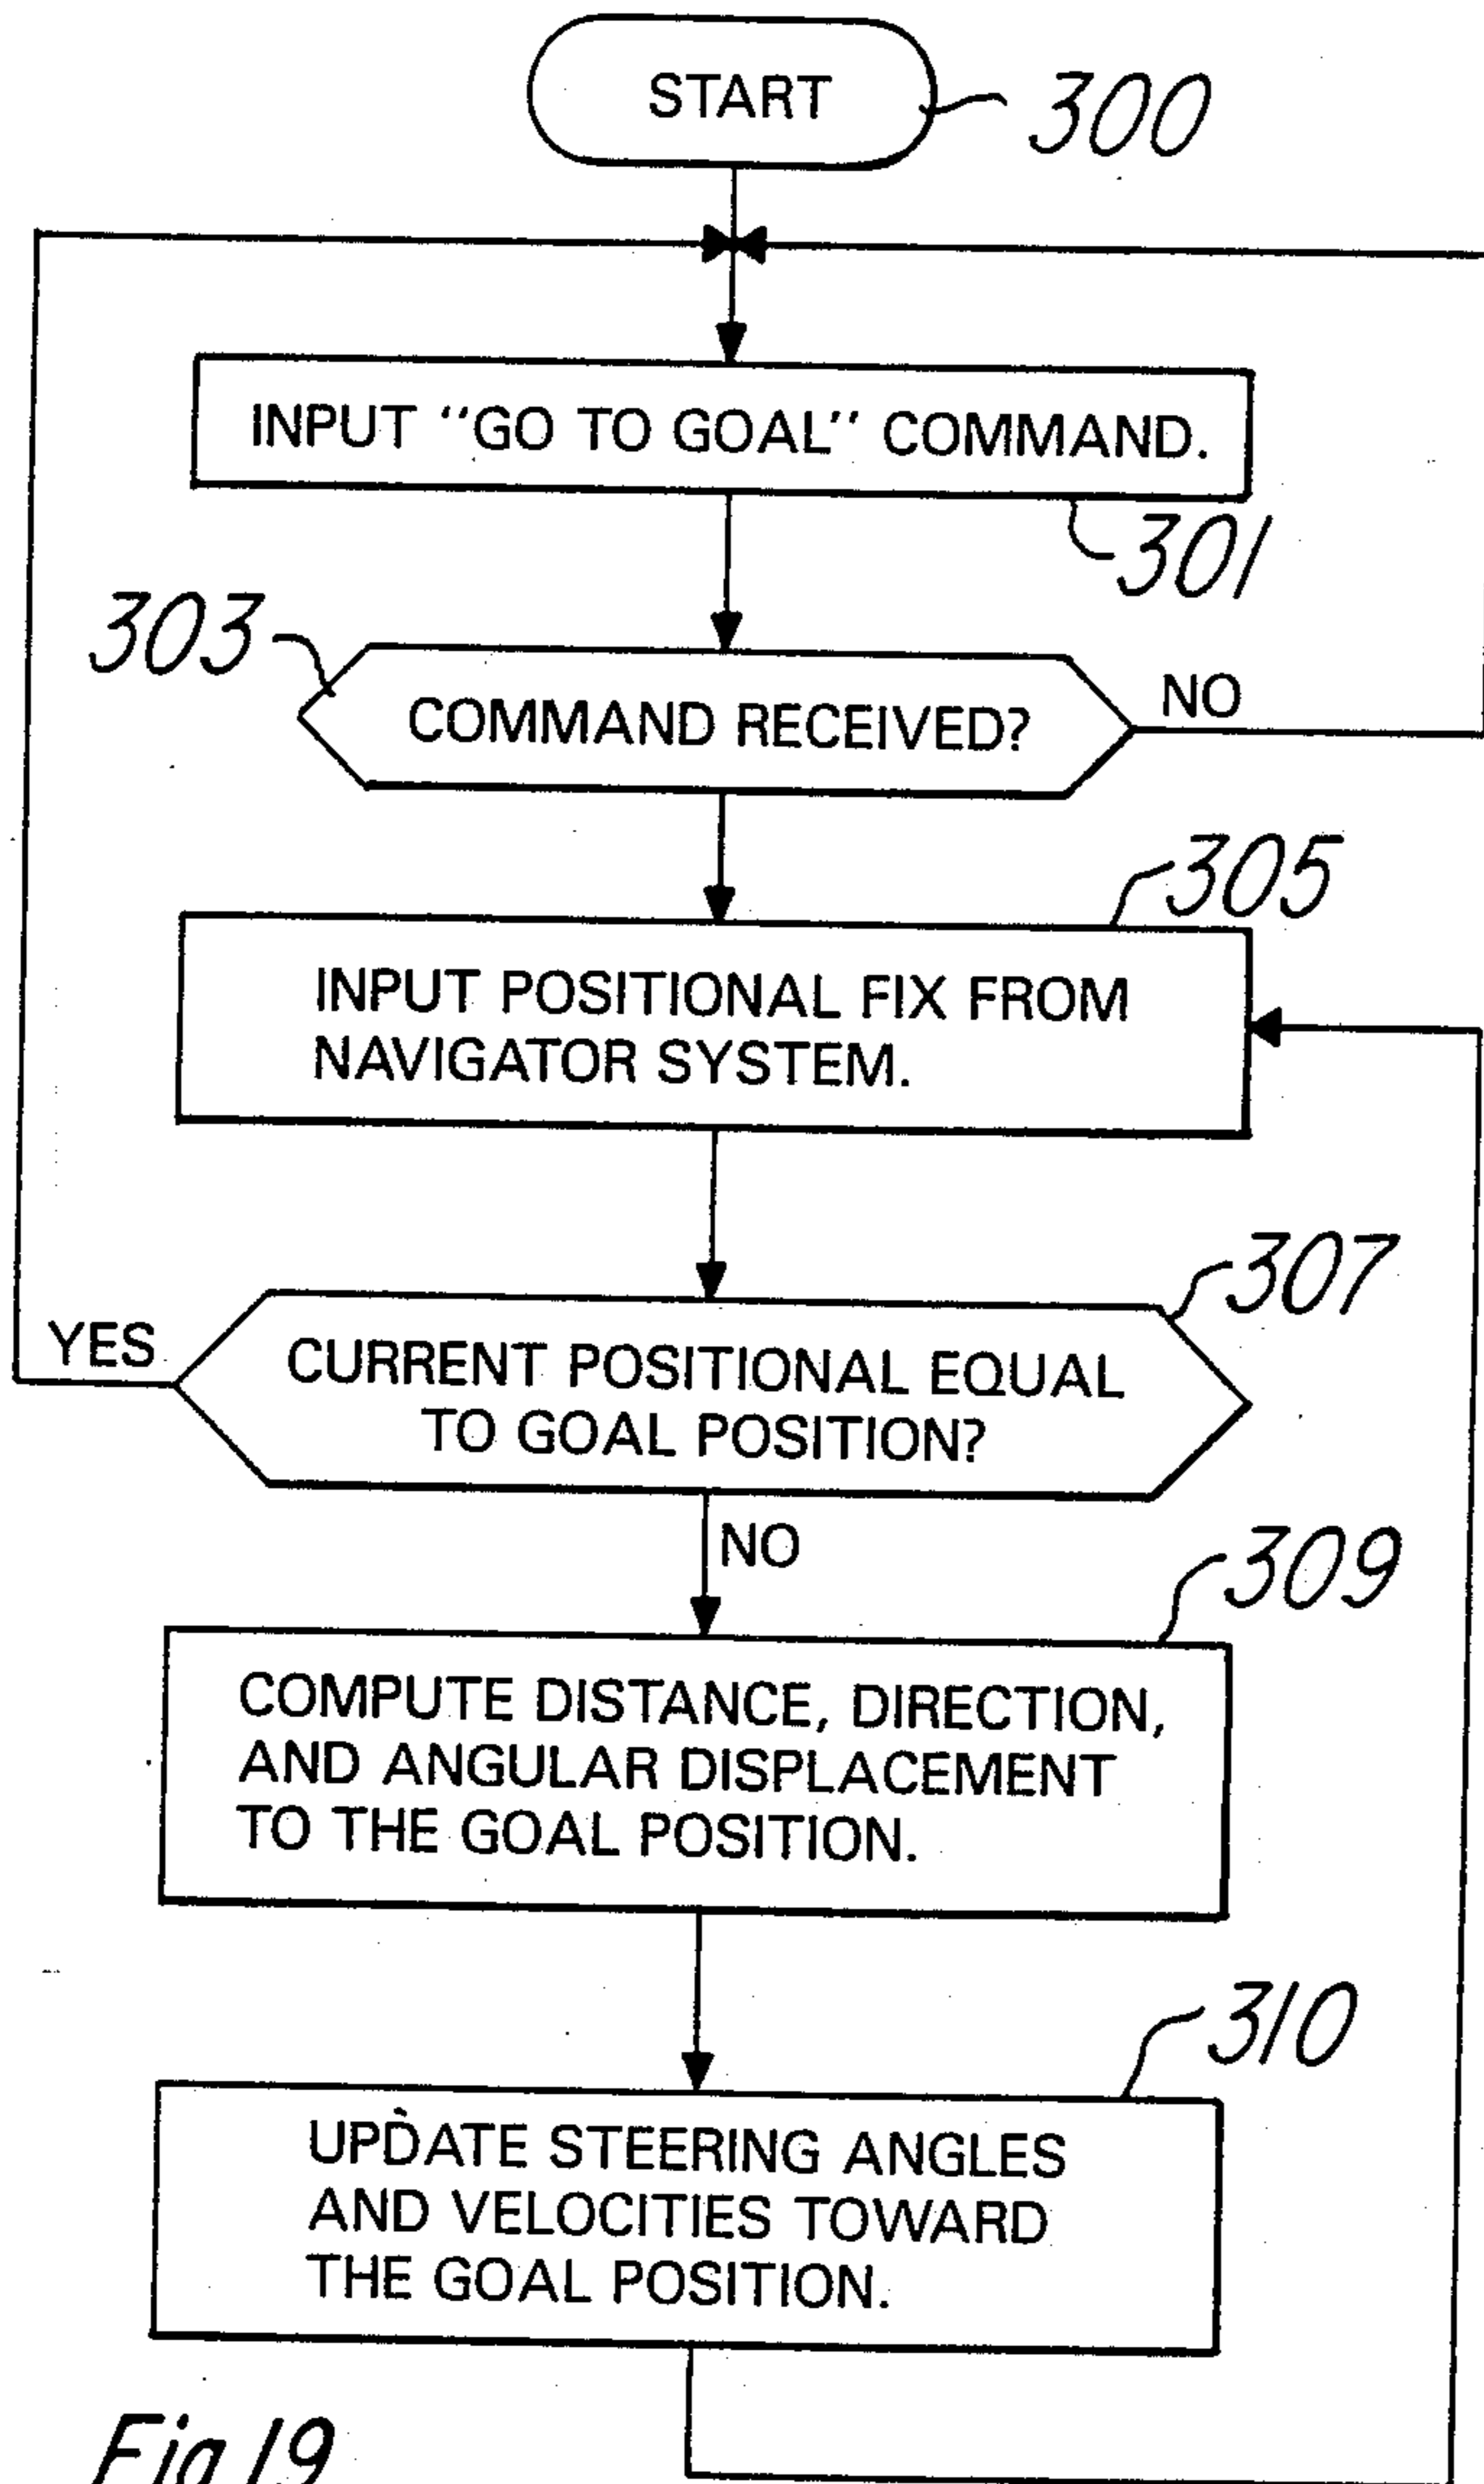 START
300
INPUT "GO TO GOAL" COMMAND.
301
303
COMMAND RECEIVED?
NO
305
INPUT POSITIONAL FIX FROM
NAVIGATOR SYSTEM.
307
YES
CURRENT POSITIONAL EQUAL
TO GOAL POSITION?
NO
309
COMPUTE DISTANCE, DIRECTION,
AND ANGULAR DISPLACEMENT
TO THE GOAL POSITION.
310
UPDATE STEERING ANGLES
AND VELOCITIES TOWARD
THE GOAL POSITION.
Fig 19